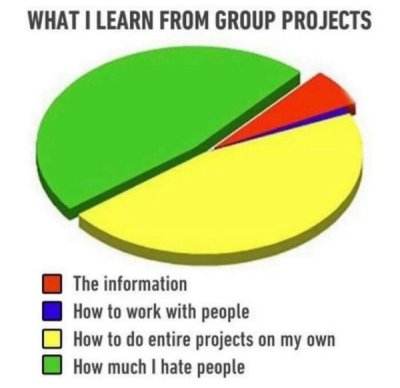 WHAT I LEARN FROM GROUP PROJECTS
The information
How to work with people
How to do entire projects on my own
How much I hate people